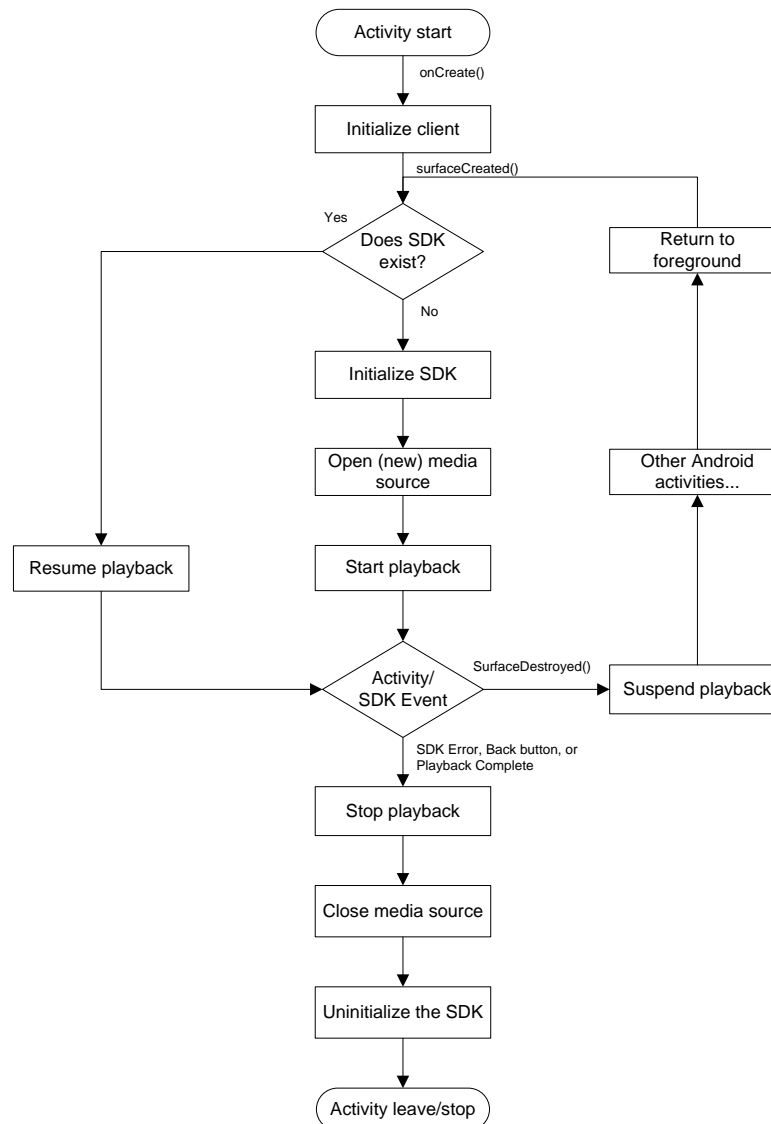 Activity start
onCreate()
Initialize client
surfaceCreated()
Yes
Does SDK
exist?
Return to
foreground
No
Initialize SDK
Open (new) media
source
Other Android
activities...
Resume playback
Start playback
SurfaceDestroyed()
Activity/
SDK Event
Suspend playback
SDK Error, Back button, or
Playback Complete
Stop playback
Close media source
Uninitialize the SDK
Activity leave/stop